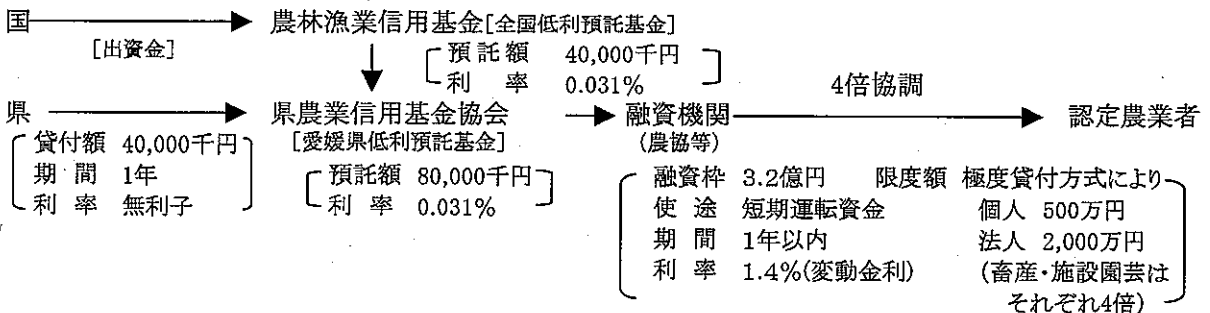 国 → 農林漁業信用基金[全国低利預託基金]
[出資金]
預託額 40,000千円
利率 0.031%
4倍協調
県 → 県農業信用基金協会 → 融資機関 → 認定農業者
[愛媛県低利預託基金] (農協等)
貸付額 40,000千円
期間 1年
利率 無利子
預託額 80,000千円
利率 0.031%
融資枠 3.2億円 限度額 極度貸付方式により
使途 短期運転資金 個人 500万円
期間 1年以内 法人 2,000万円
利率 1.4%(変動金利) (畜産・施設園芸は
それぞれ4倍)